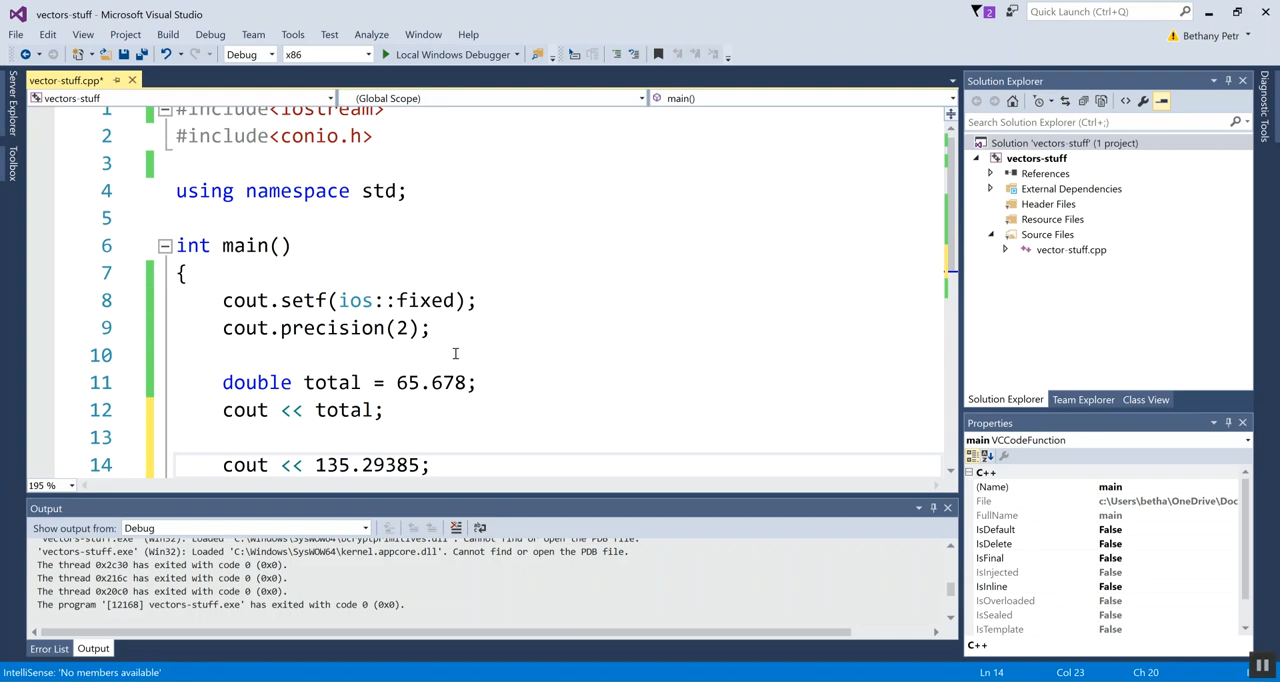 vectors-stuff - Microsoft Visual Studio
2
Quick Launch (Ctrl+Q)
File Edit View Project Build Debug Team Tools Test Analyze Window Help
Bethany Petr
Debug x86 Local Windows Debugger
Server Explorer
Toolbox
vector-stuff.cpp*
vectors-stuff (Global Scope) main()
1 #include<iostream>
2 #include<conio.h>
3
4 using namespace std;
5
6 int main()
7 {
8 cout.setf(ios::fixed);
9 cout.precision(2);
10
11 double total = 65.678;
12 cout << total;
13
14 cout << 135.29385;
195 %
Output
Show output from: Debug
'vectors-stuff.exe' (Win32): Loaded 'C:\Windows\SysWOW64\bcryptprimitives.dll'. Cannot find or open the PDB file.
'vectors-stuff.exe' (Win32): Loaded 'C:\Windows\SysWOW64\kernel.appcore.dll'. Cannot find or open the PDB file.
The thread 0x2c30 has exited with code 0 (0x0).
The thread 0x216c has exited with code 0 (0x0).
The thread 0x20c0 has exited with code 0 (0x0).
The program '[12168] vectors-stuff.exe' has exited with code 0 (0x0).
Error List Output
Solution Explorer
Search Solution Explorer (Ctrl+;)
Solution 'vectors-stuff' (1 project)
vectors-stuff
References
External Dependencies
Header Files
Resource Files
Source Files
vector-stuff.cpp
Solution Explorer Team Explorer Class View
Properties
main VCCodeFunction
C++
(Name) main
File c:\Users\betha\OneDrive\Doc
FullName main
IsDefault False
IsDelete False
IsFinal False
IsInjected False
IsInline False
IsOverloaded False
IsSealed False
IsTemplate False
C++
Diagnostic Tools
IntelliSense: 'No members available' Ln 14 Col 23 Ch 20